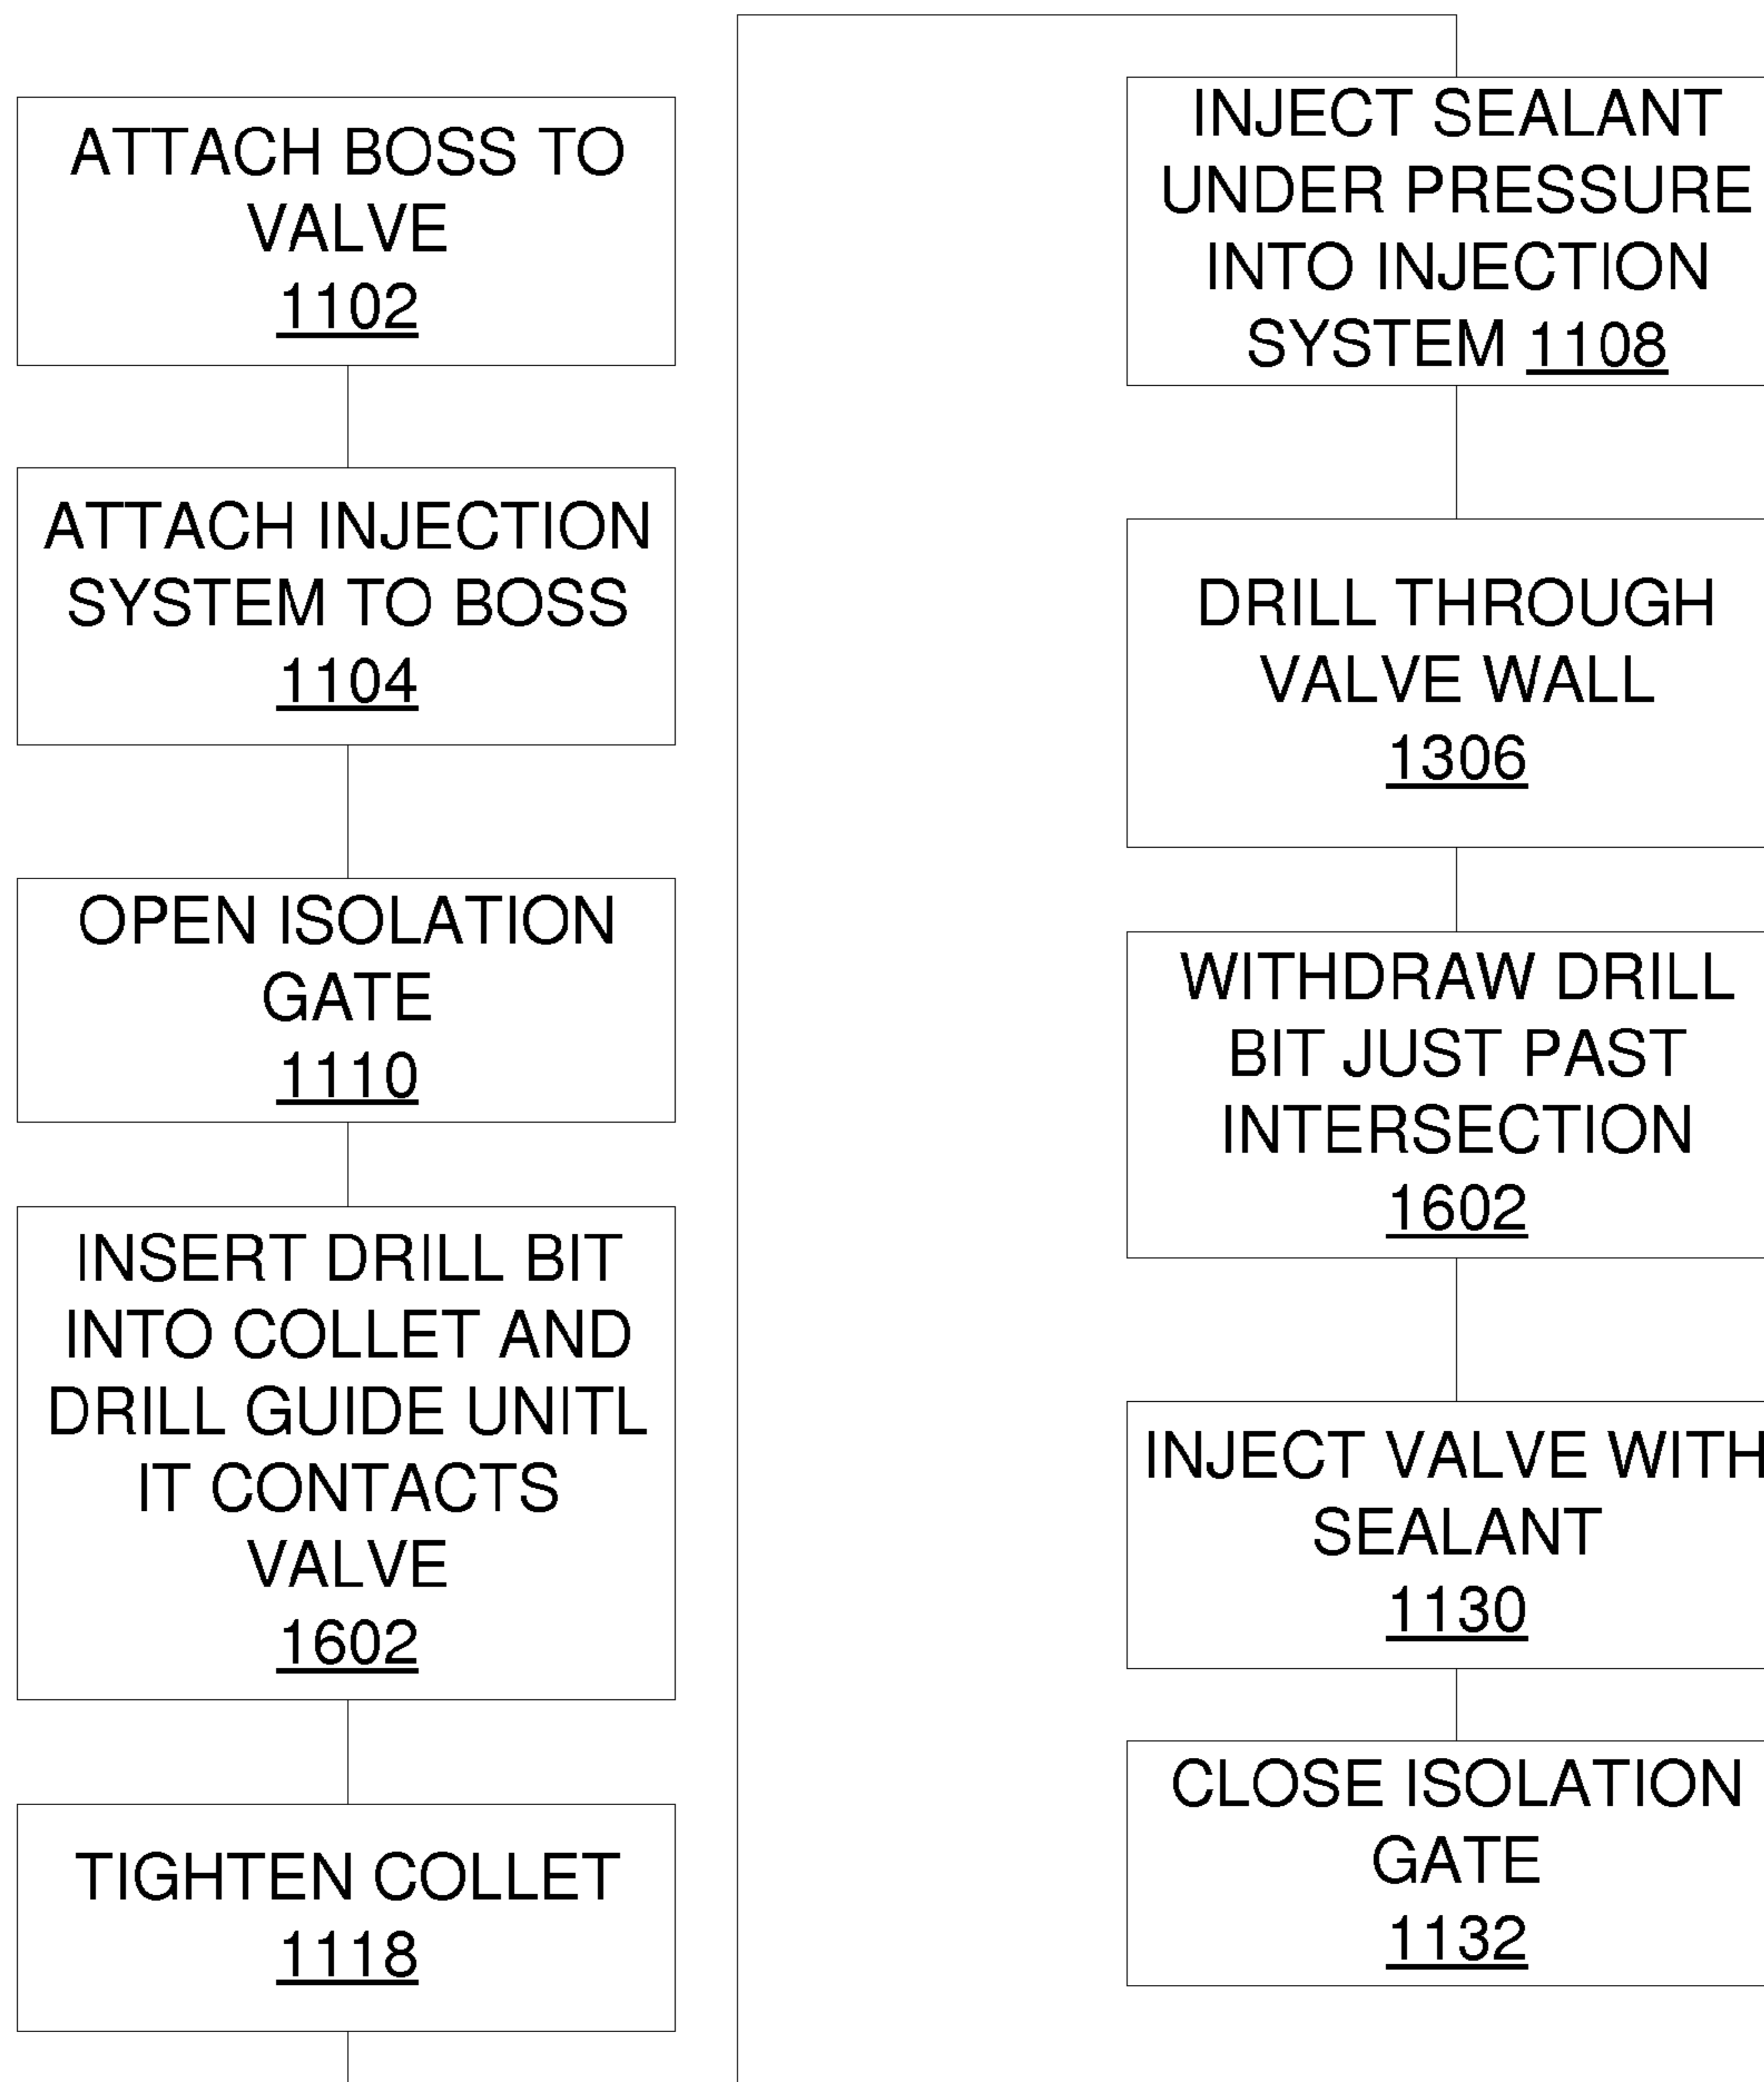 ATTACH BOSS TO
VALVE
1102
ATTACH INJECTION
SYSTEM TO BOSS
1104
OPEN ISOLATION
GATE
1110
INSERT DRILL BIT
INTO COLLET AND
DRILL GUIDE UNITL
IT CONTACTS
VALVE
1602
TIGHTEN COLLET
1118
INJECT SEALANT
UNDER PRESSURE
INTO INJECTION
SYSTEM 1108
DRILL THROUGH
VALVE WALL
1306
WITHDRAW DRILL
BIT JUST PAST
INTERSECTION
1602
INJECT VALVE WITH
SEALANT
1130
CLOSE ISOLATION
GATE
1132